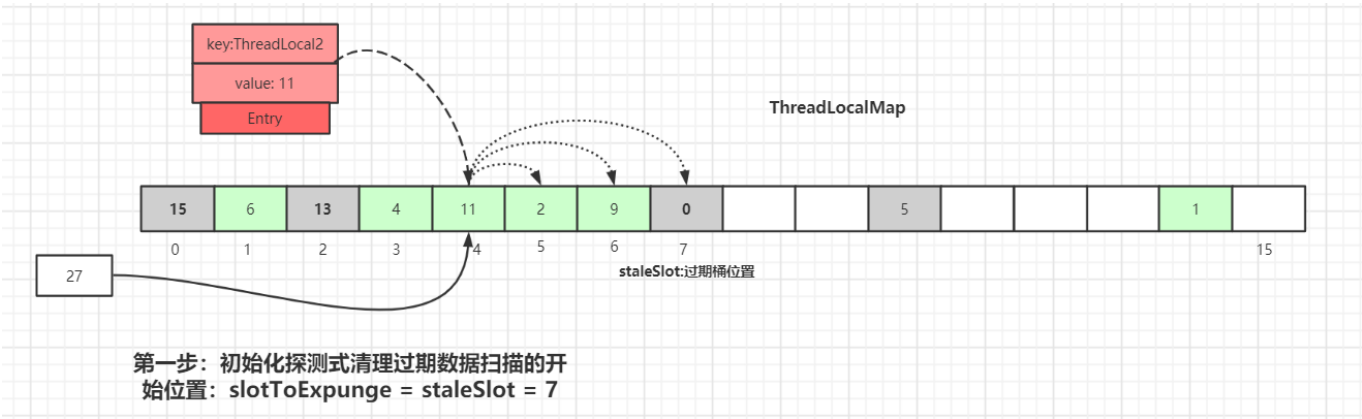 key:ThreadLocal2
value: 11
Entry
ThreadLocalMap
15 6 13 4 11 2 9 0 5 1
0 1 2 3 4 5 6 7 15
staleSlot:过期桶位置
27
第一步：初始化探测式清理过期数据扫描的开
始位置：slotToExpunge = staleSlot = 7